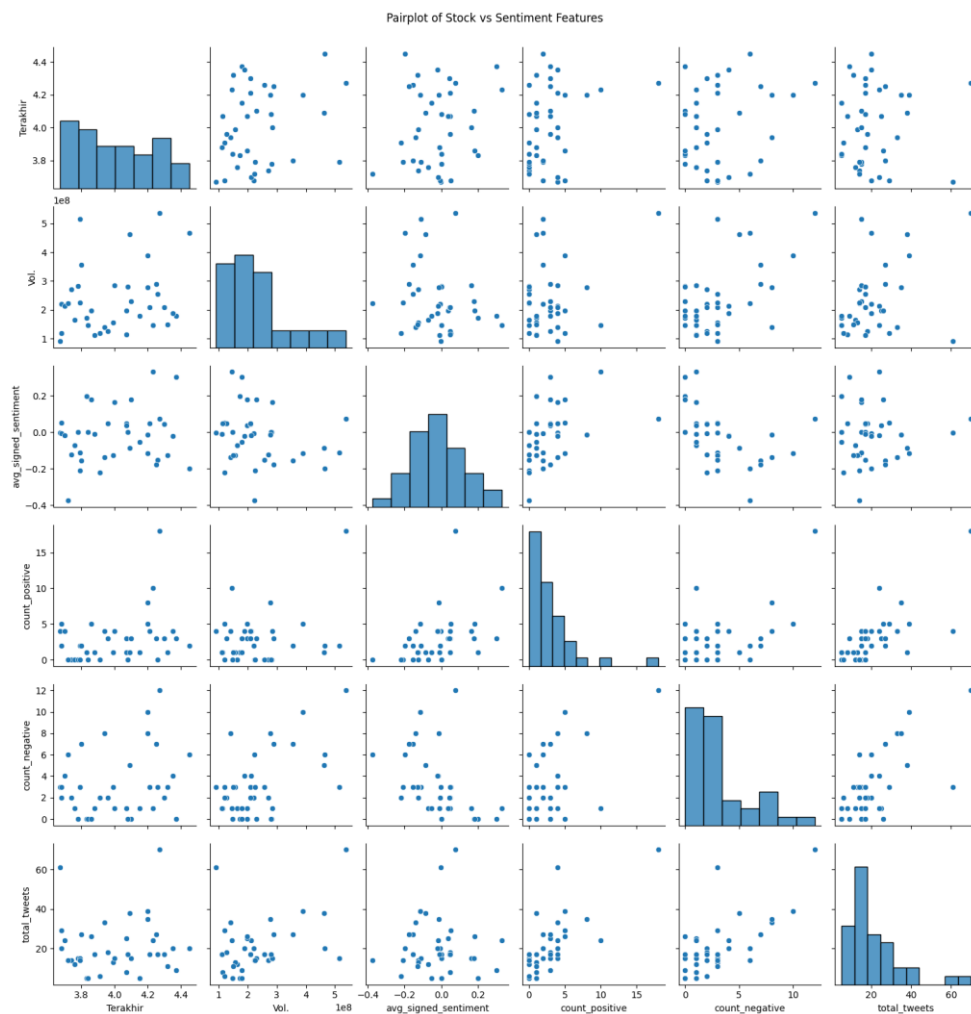 Pairplot of Stock vs Sentiment Features
4.4
4.2
4.0
3.8
Terakhir
1e8
5
4
3
2
1
Vol.
0.2
0.0
−0.2
−0.4
avg_signed_sentiment
15
10
5
0
count_positive
12
10
8
6
4
2
0
count_negative
60
40
20
total_tweets
3.8 4.0 4.2 4.4
1 2 3 4 5
−0.4 −0.2 0.0 0.2
0 5 10 15
0 5 10
20 40 60
1e8
Terakhir Vol. avg_signed_sentiment count_positive count_negative total_tweets